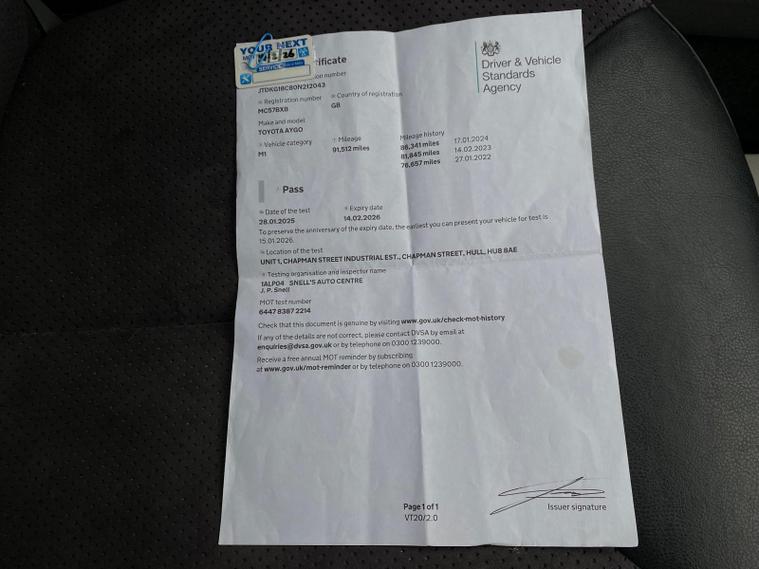 YOUR NEXT
MOT
SERVICE
ificate
Driver & Vehicle
Standards
Agency
number
Registration number
Country of registration
GB
Make and model
TOYOTA AYGO
Vehicle category
Mileage
Mileage history
M1
91,512 miles
86,341 miles 17.01.2024
81,845 miles 14.02.2023
76,657 miles 27.01.2022
Pass
Date of the test
Expiry date
28.01.2025
14.02.2026
To preserve the anniversary of the expiry date, the earliest you can present your vehicle for test is
15.01.2026.
Location of the test
UNIT 1, CHAPMAN STREET INDUSTRIAL EST., CHAPMAN STREET, HULL, HU8 8AE
Testing organisation and inspector name
1ALP04 SNELL'S AUTO CENTRE
J. P. Snell
MOT test number
6447 8387 2214
Check that this document is genuine by visiting www.gov.uk/check-mot-history
If any of the details are not correct, please contact DVSA by email at
enquiries@dvsa.gov.uk or by telephone on 0300 1239000.
Receive a free annual MOT reminder by subscribing
at www.gov.uk/mot-reminder or by telephone on 0300 1239000.
Page 1 of 1
VT20/2.0
Issuer signature